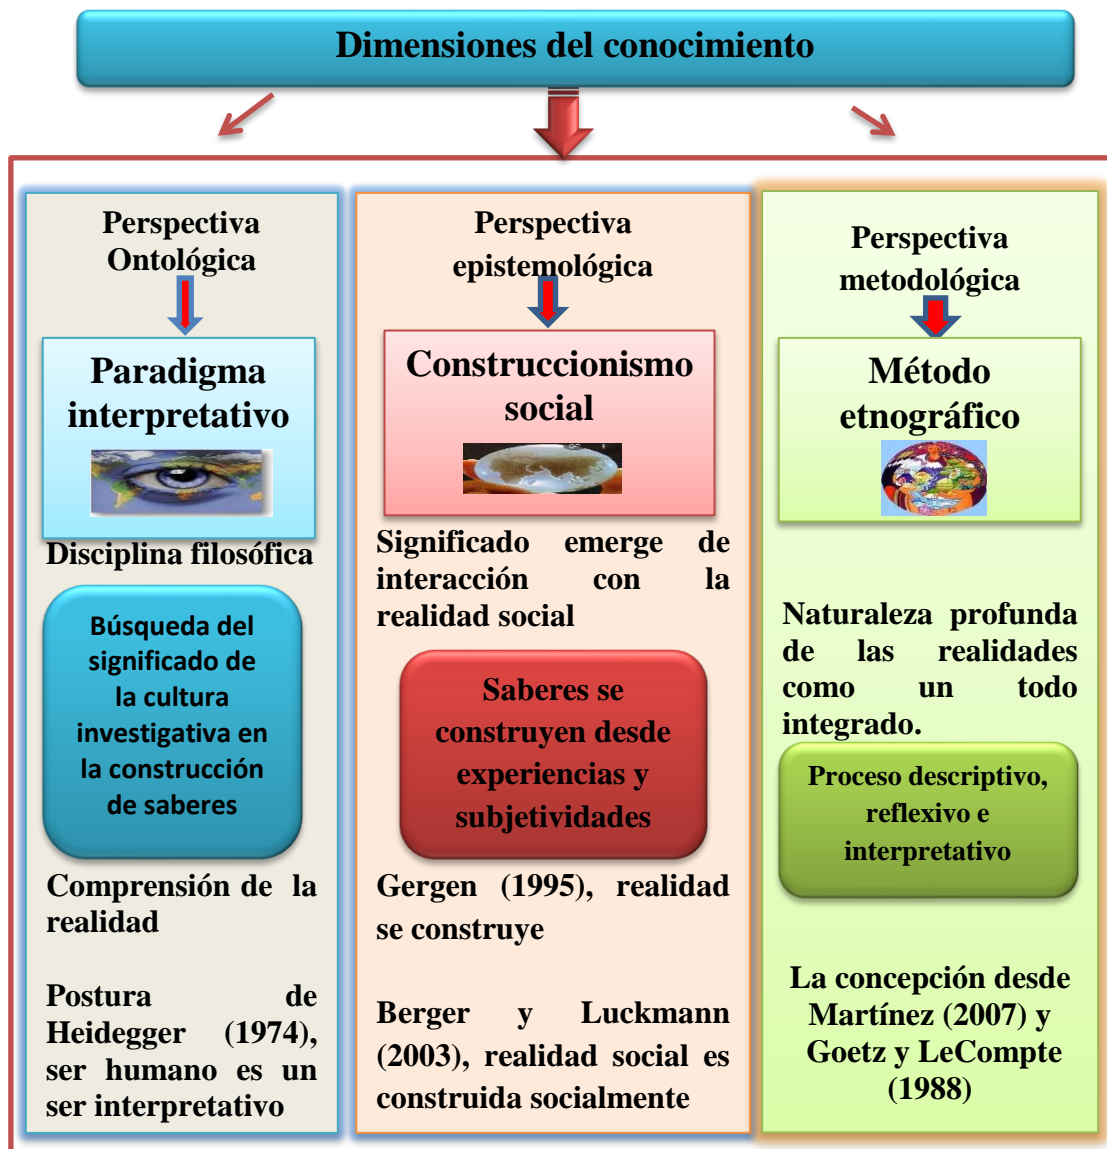 Dimensiones del conocimiento
Perspectiva
Ontológica
Paradigma
interpretativo
Disciplina filosófica
Búsqueda del
significado de
la cultura
investigativa en
la construcción
de saberes
Comprensión de la
realidad
Postura de
Heidegger (1974),
ser humano es un
ser interpretativo
Perspectiva
epistemológica
Construccionismo
social
Significado emerge de
interacción con la
realidad social
Saberes se
construyen desde
experiencias y
subjetividades
Gergen (1995), realidad
se construye
Berger y Luckmann
(2003), realidad social es
construida socialmente
Perspectiva
metodológica
Método
etnográfico
Naturaleza profunda
de las realidades
como un todo
integrado.
Proceso descriptivo,
reflexivo e
interpretativo
La concepción desde
Martínez (2007) y
Goetz y LeCompte
(1988)